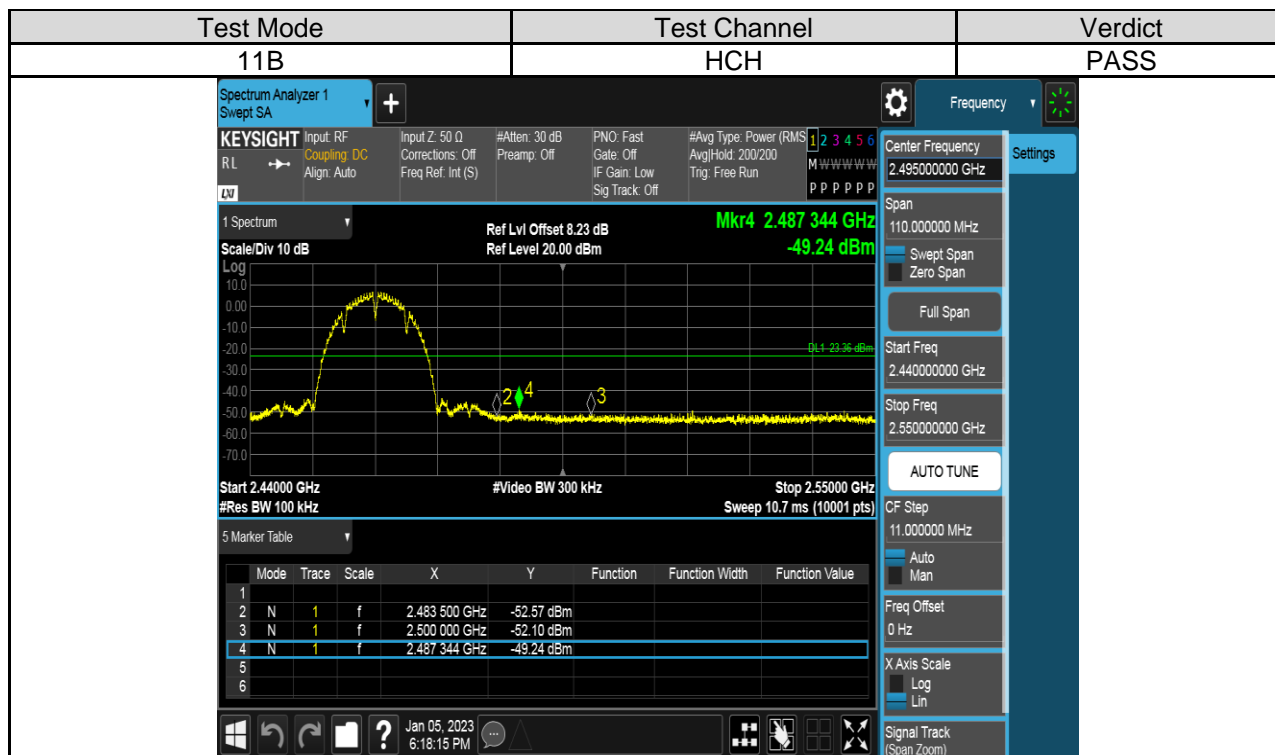 Test Mode Test Channel Verdict
11B HCH PASS
Spectrum Analyzer 1
Swept SA
+
Frequency
KEYSIGHT Input: RF Input Z: 50 Ω #Atten: 30 dB PNO: Fast #Avg Type: Power (RMS 1 2 3 4 5 6
RL Coupling: DC Corrections: Off Preamp: Off Gate: Off Avg|Hold: 200/200 M W W W W W
Align: Auto Freq Ref: Int (S) IF Gain: Low Trig: Free Run
LXI Sig Track: Off P P P P P P
Center Frequency
2.495000000 GHz
Settings
1 Spectrum
Ref Lvl Offset 8.23 dB
Mkr4 2.487 344 GHz
Scale/Div 10 dB
Ref Level 20.00 dBm
-49.24 dBm
Log
10.0
0.00
-10.0
-20.0
-30.0
-40.0
-50.0
-60.0
-70.0
DL1 -23.36 dBm
2 4 3
Start 2.44000 GHz #Video BW 300 kHz Stop 2.55000 GHz
#Res BW 100 kHz Sweep 10.7 ms (10001 pts)
Span
110.000000 MHz
Swept Span
Zero Span
Full Span
Start Freq
2.440000000 GHz
Stop Freq
2.550000000 GHz
AUTO TUNE
CF Step
11.000000 MHz
Auto
Man
Freq Offset
0 Hz
X Axis Scale
Log
Lin
Signal Track
(Span Zoom)
5 Marker Table
Mode Trace Scale X Y Function Function Width Function Value
1
2 N 1 f 2.483 500 GHz -52.57 dBm
3 N 1 f 2.500 000 GHz -52.10 dBm
4 N 1 f 2.487 344 GHz -49.24 dBm
5
6
? Jan 05, 2023
6:18:15 PM